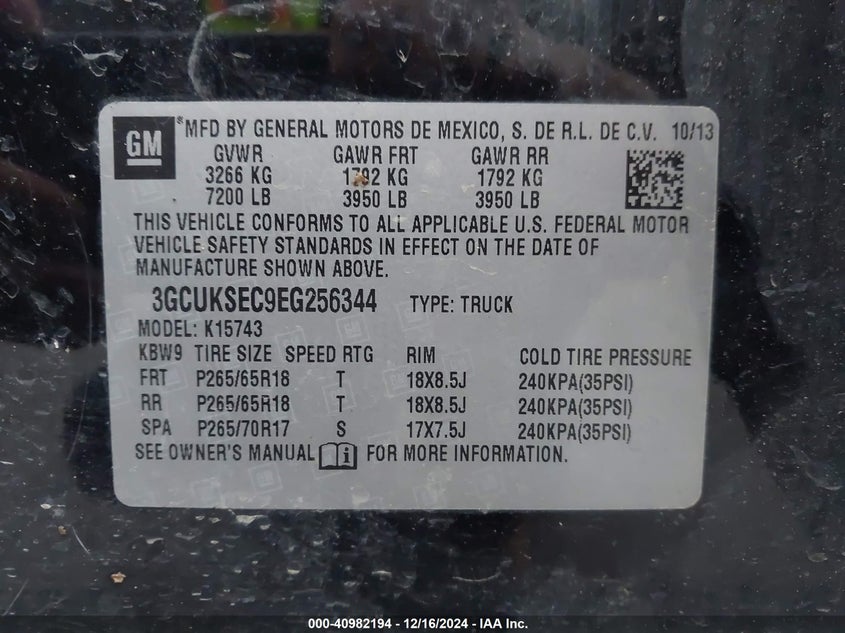 GM
*MFD BY GENERAL MOTORS DE MEXICO, S. DE R.L. DE C.V. 10/13
GVWR GAWR FRT GAWR RR
3266 KG 1792 KG 1792 KG
7200 LB 3950 LB 3950 LB
THIS VEHICLE CONFORMS TO ALL APPLICABLE U.S. FEDERAL MOTOR
VEHICLE SAFETY STANDARDS IN EFFECT ON THE DATE OF
MANUFACTURE SHOWN ABOVE.
3GCUKSEC9EG256344 TYPE: TRUCK
MODEL: K15743
KBW9 TIRE SIZE SPEED RTG RIM COLD TIRE PRESSURE
FRT P265/65R18 T 18X8.5J 240KPA(35PSI)
RR P265/65R18 T 18X8.5J 240KPA(35PSI)
SPA P265/70R17 S 17X7.5J 240KPA(35PSI)
SEE OWNER'S MANUAL FOR MORE INFORMATION.
000-40982194 - 12/16/2024 - IAA Inc.